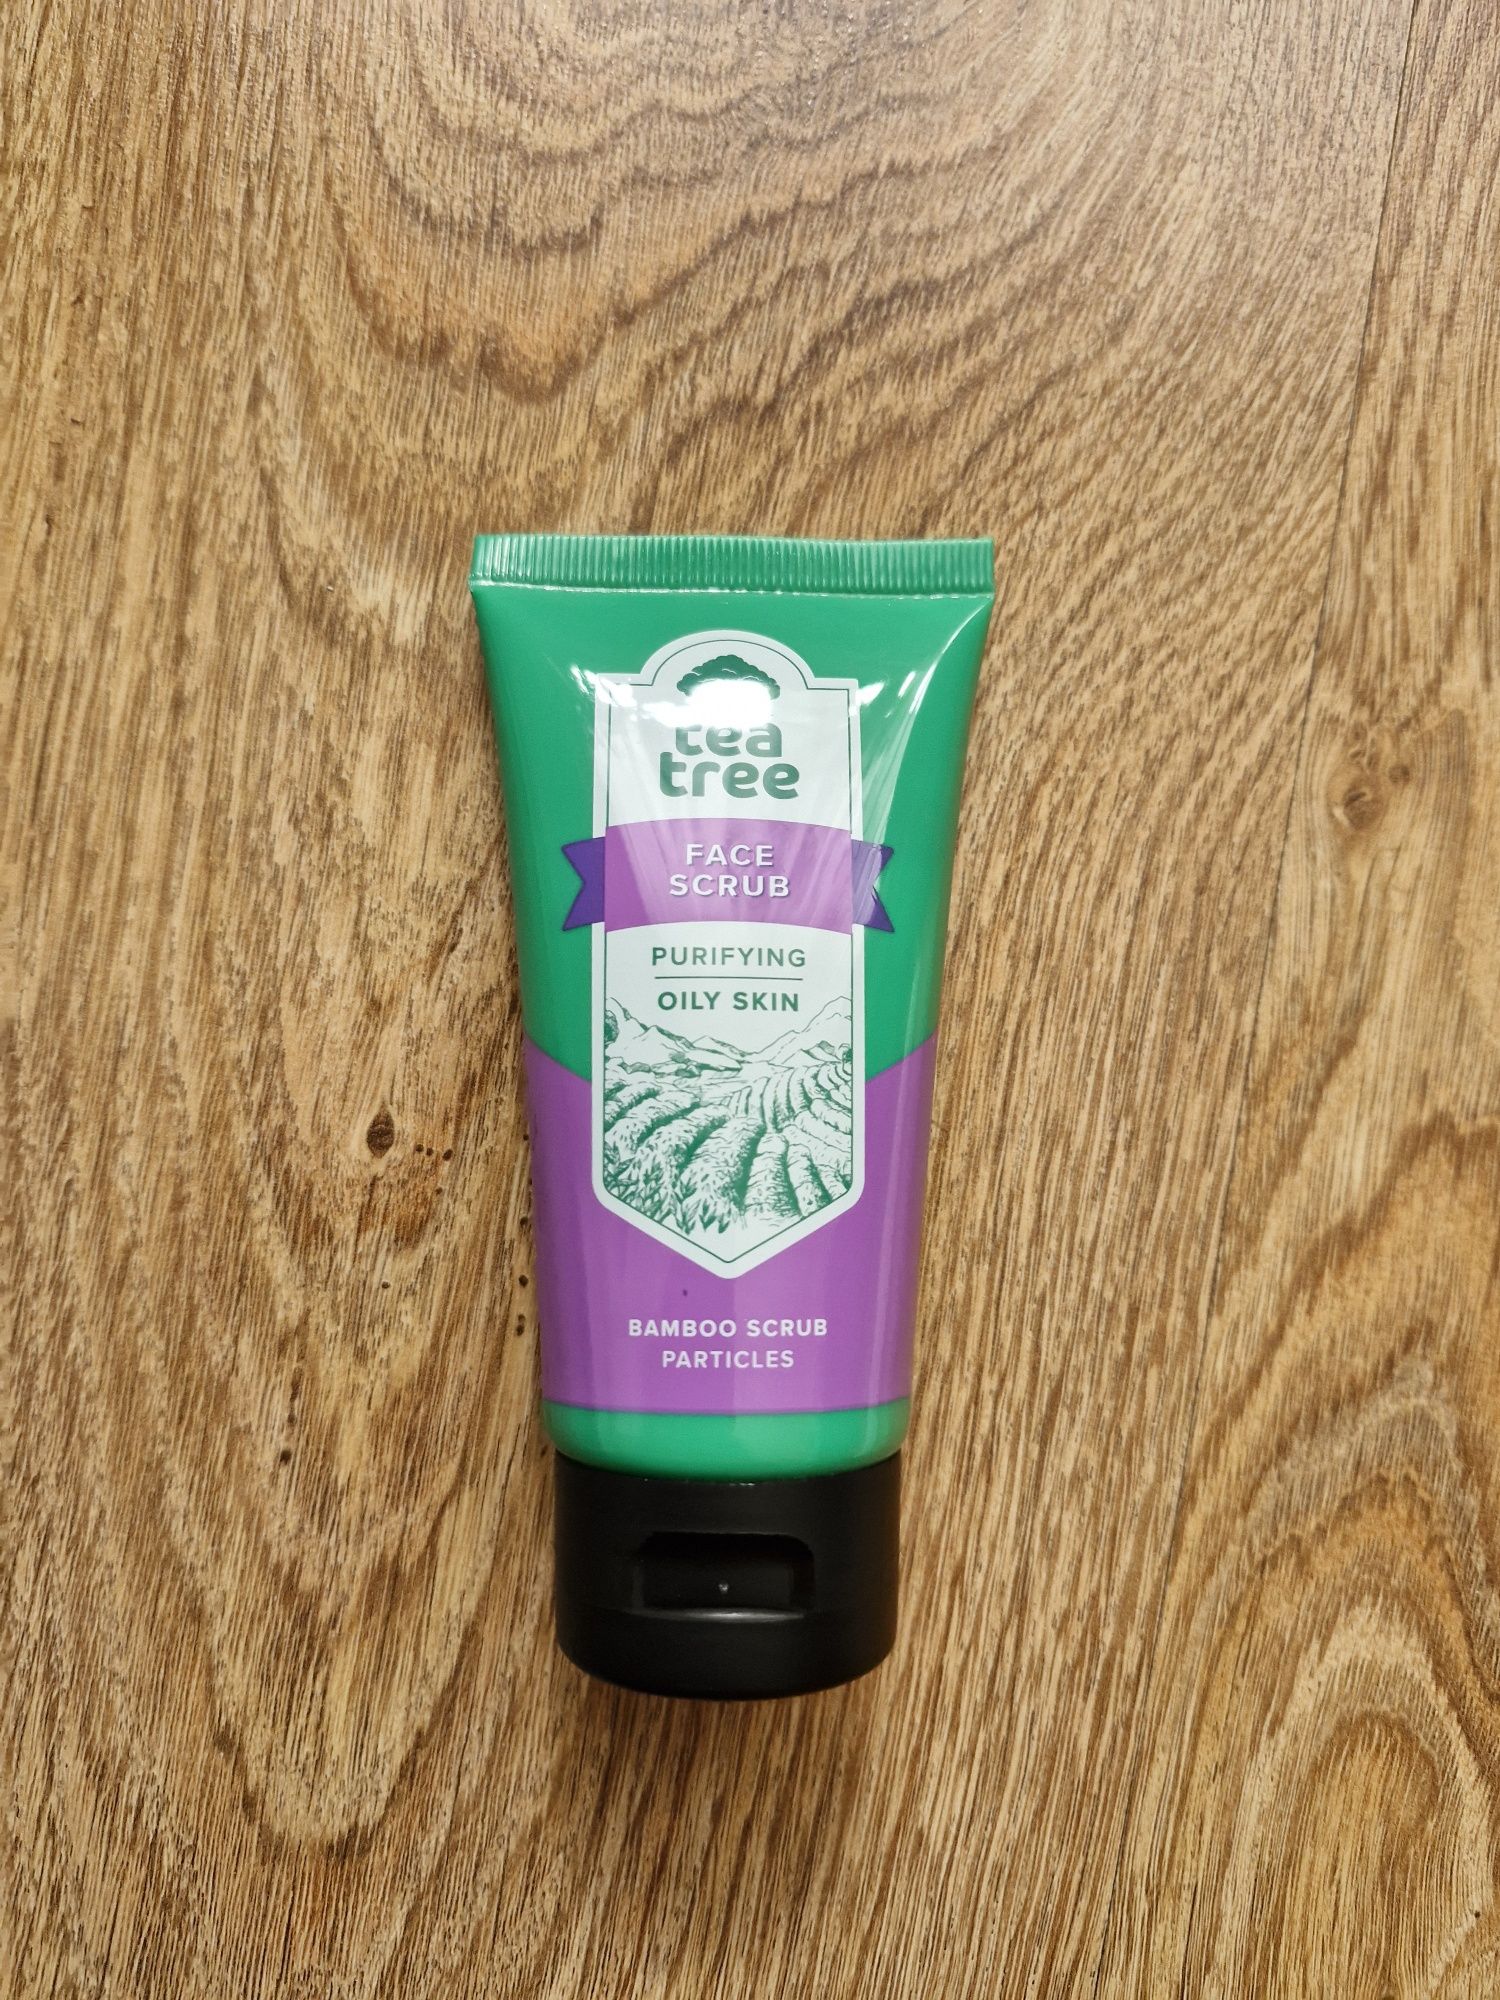 tea
tree
FACE
SCRUB
PURIFYING
OILY SKIN
BAMBOO SCRUB
PARTICLES